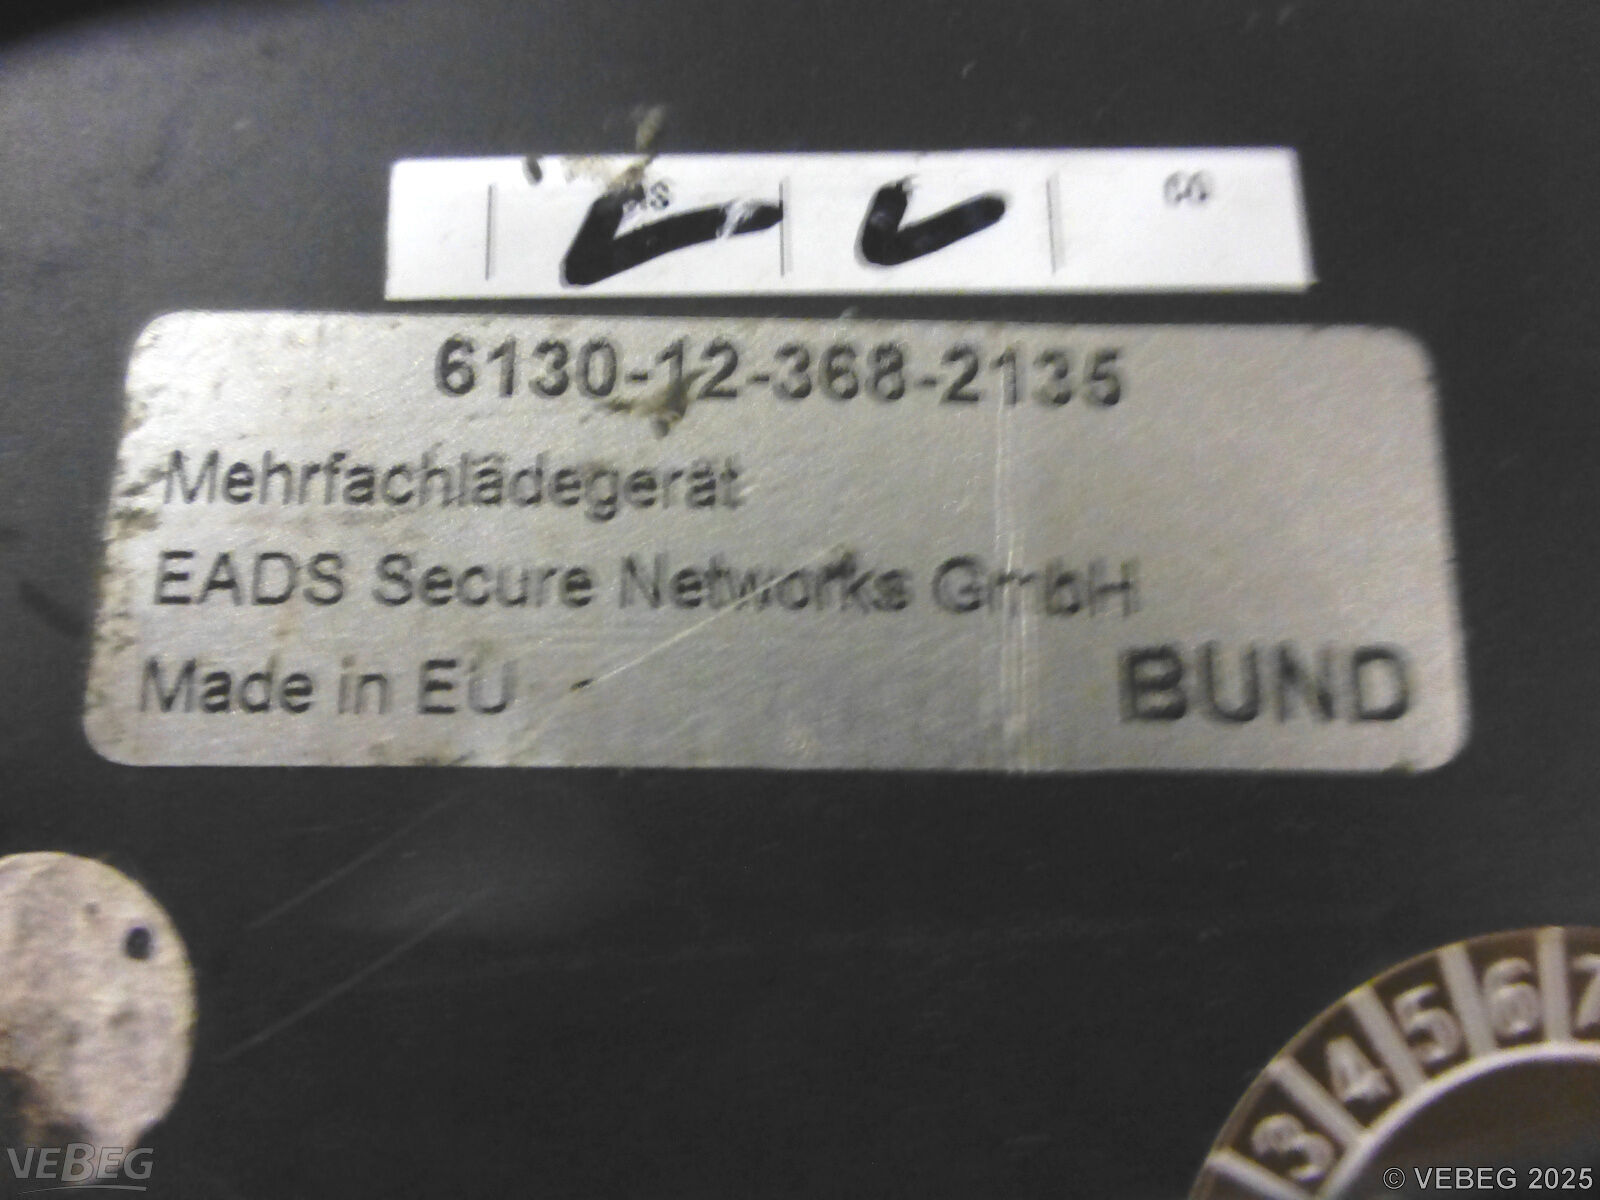 6130-12-368-2135
Mehrfachlädegerät
EADS Secure Networks GmbH
Made in EU
BUND
3 4 5 6 7
VEBEG
© VEBEG 2025